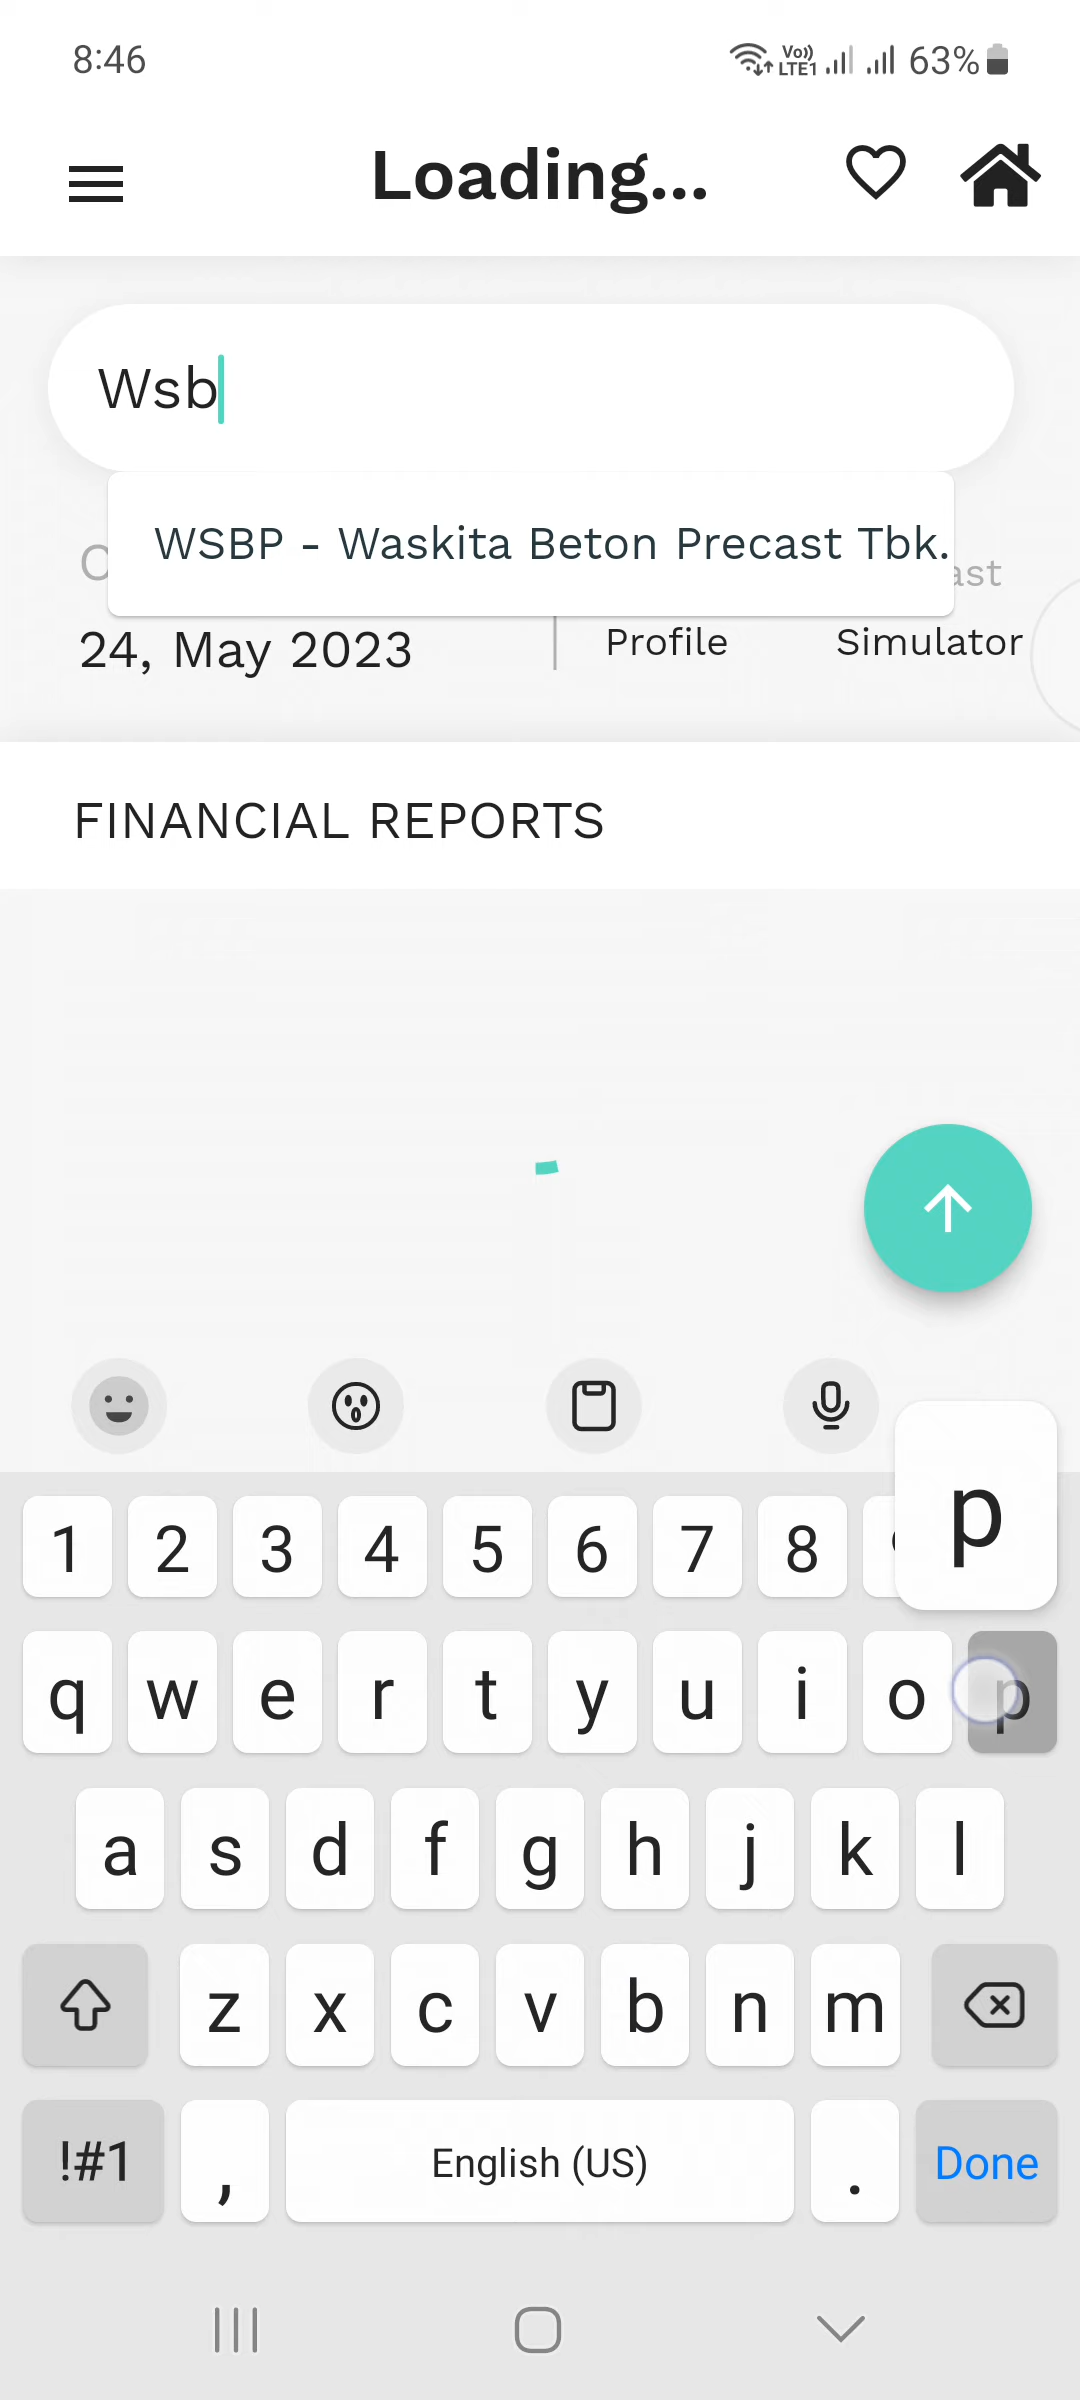 8:46
Vo)) LTE1 63%
Loading...
Wsb
WSBP - Waskita Beton Precast Tbk.
24, May 2023
Profile
Simulator
FINANCIAL REPORTS
p
1 2 3 4 5 6 7 8
q w e r t y u i o p
a s d f g h j k l
z x c v b n m
!#1 , English (US) . Done